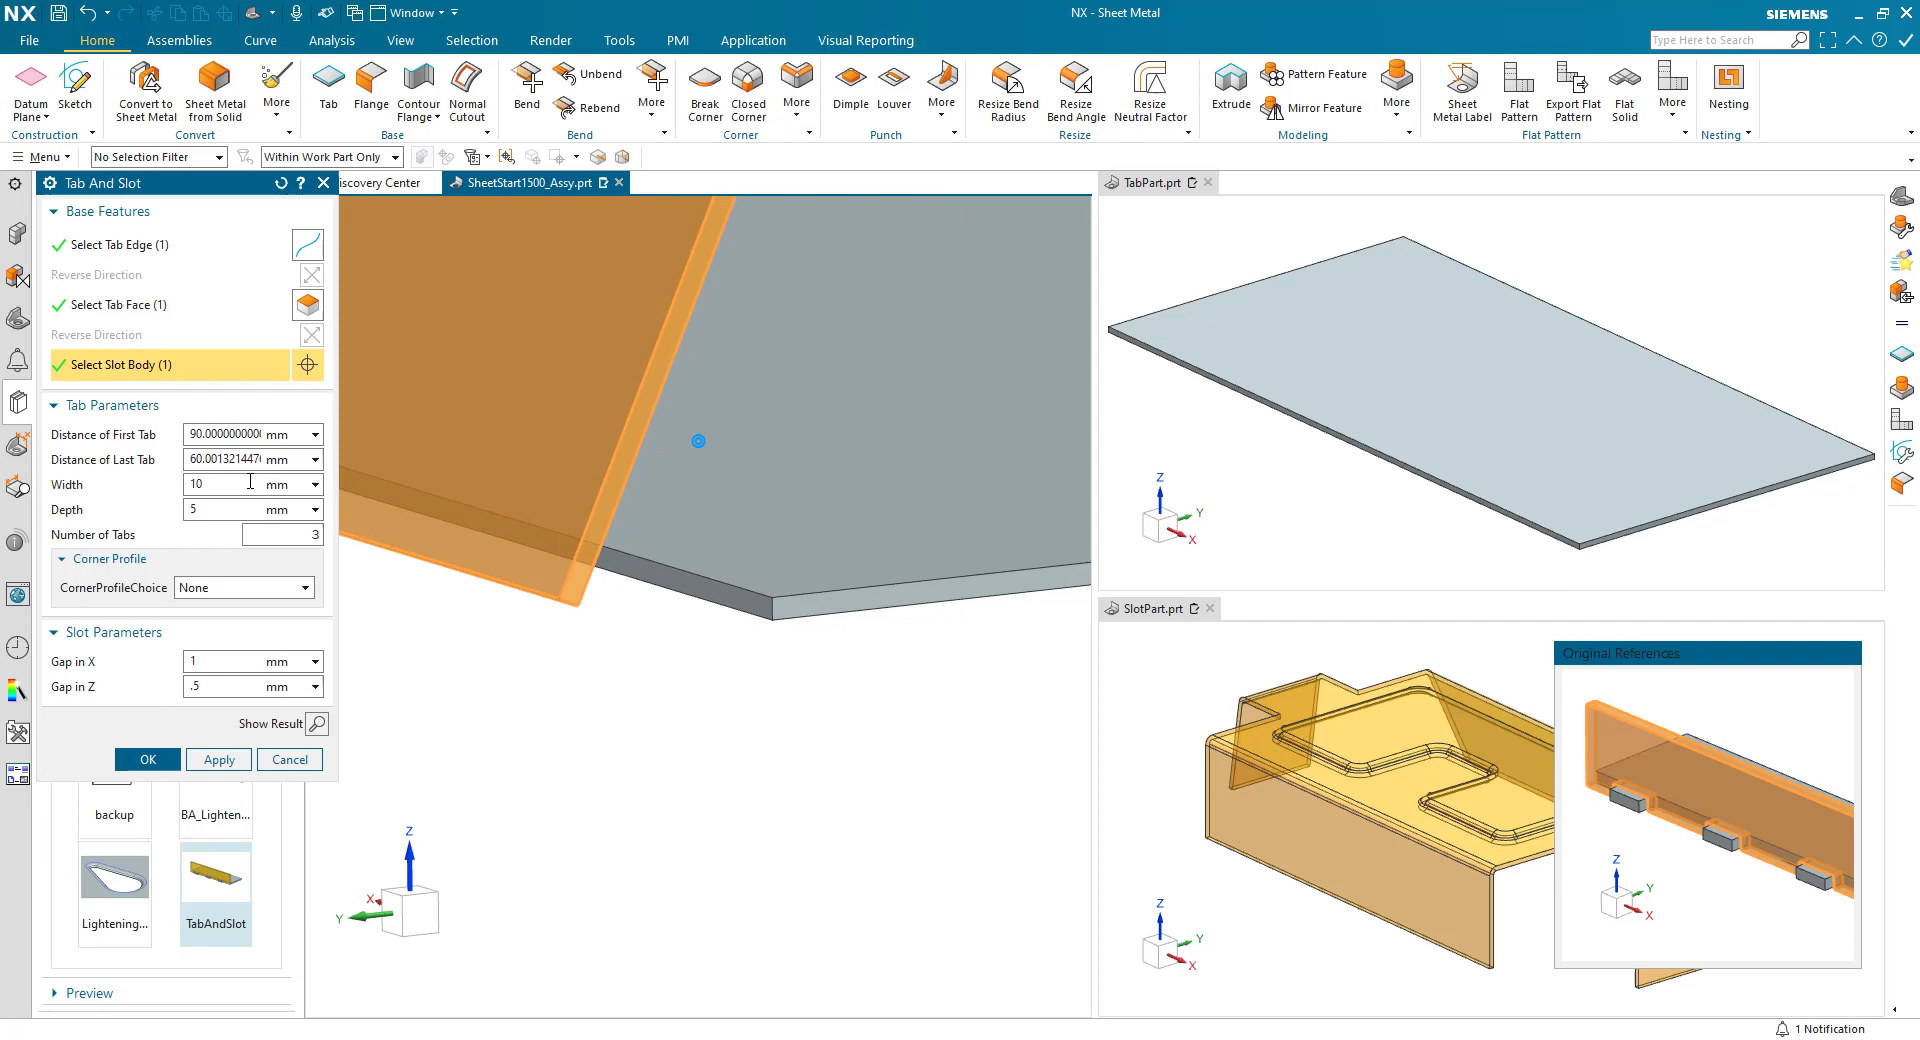 NX
Window
NX - Sheet Metal
SIEMENS
File
Home
Assemblies
Curve
Analysis
View
Selection
Render
Tools
PMI
Application
Visual Reporting
Type Here to Search
Datum Plane
Sketch
Convert to Sheet Metal
Sheet Metal from Solid
More
Tab
Flange
Contour Flange
Normal Cutout
Bend
Unbend
Rebend
More
Break Corner
Closed Corner
More
Dimple
Louver
More
Resize Bend Radius
Resize Bend Angle
Resize Neutral Factor
Extrude
Pattern Feature
Mirror Feature
More
Sheet Metal Label
Flat Pattern
Export Flat Pattern
Flat Solid
More
Nesting
Construction
Convert
Base
Bend
Corner
Punch
Resize
Modeling
Flat Pattern
Nesting
Menu
No Selection Filter
Within Work Part Only
Tab And Slot
iscovery Center
SheetStart1500_Assy.prt
TabPart.prt
Base Features
Select Tab Edge (1)
Reverse Direction
Select Tab Face (1)
Reverse Direction
Select Slot Body (1)
Tab Parameters
Distance of First Tab 90.000000000 mm
Distance of Last Tab 60.001321447 mm
Width 10 mm
Depth 5 mm
Number of Tabs 3
Corner Profile
CornerProfileChoice None
Slot Parameters
Gap in X 1 mm
Gap in Z .5 mm
Show Result
OK Apply Cancel
backup
BA_Lighten...
Lightening...
TabAndSlot
Preview
Z
X
Y
Z
Y
X
SlotPart.prt
Original References
Z
Y
X
Z
Y
X
1 Notification